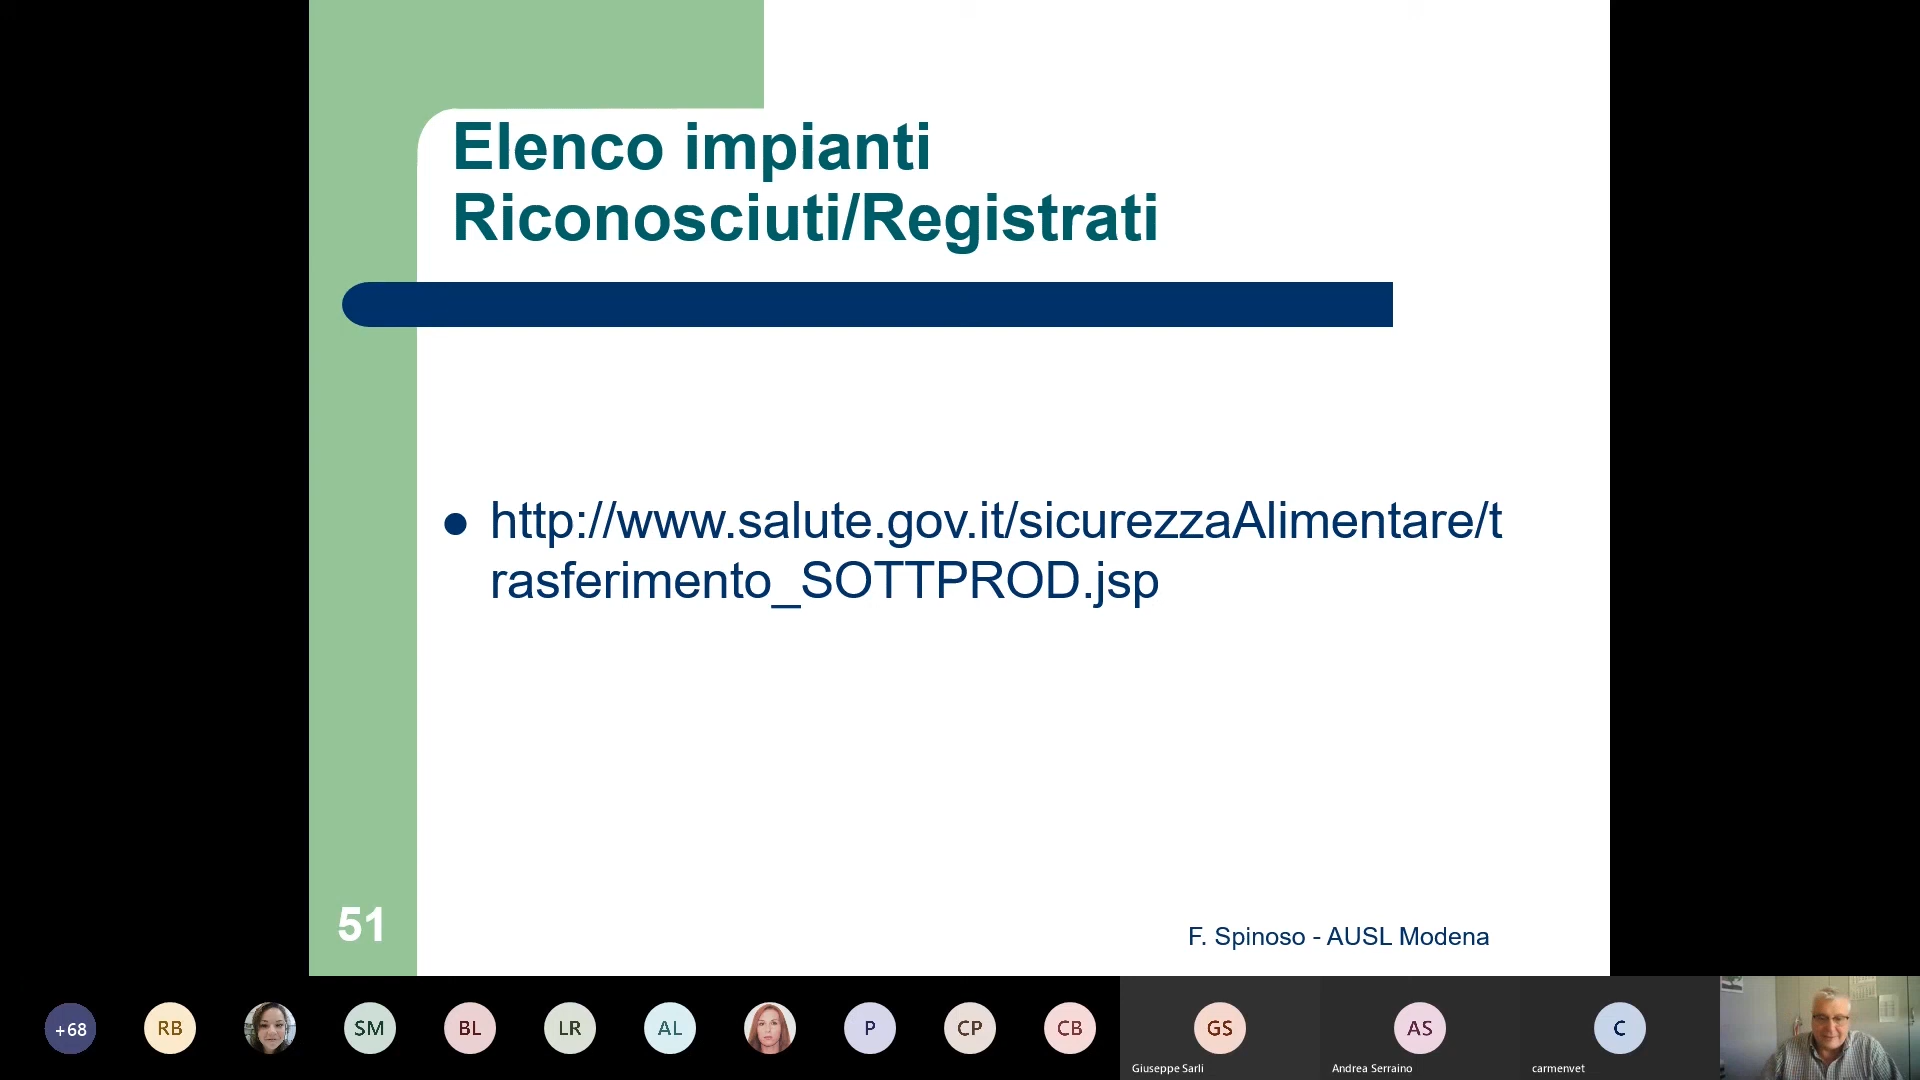 Elenco impianti
Riconosciuti/Registrati
● http://www.salute.gov.it/sicurezzaAlimentare/t
rasferimento_SOTTPROD.jsp
51
F. Spinoso - AUSL Modena
+68
RB
SM
BL
LR
AL
P
CP
CB
GS
AS
C
Giuseppe Sarli
Andrea Serraino
carmenvet